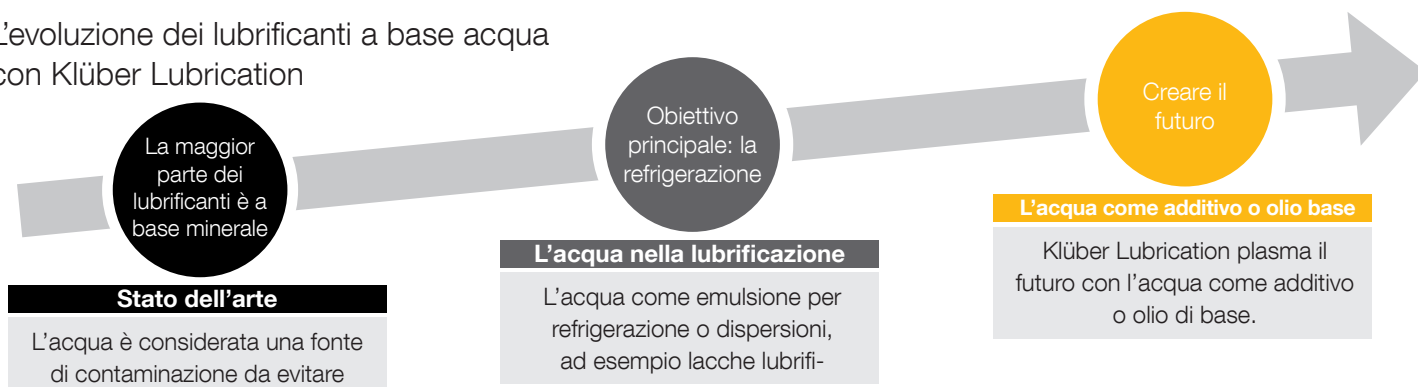 L'evoluzione dei lubrificanti a base acqua
con Klüber Lubrication
La maggior
parte dei
lubrificanti è a
base minerale
Stato dell'arte
L'acqua è considerata una fonte
di contaminazione da evitare
Obiettivo
principale: la
refrigerazione
L'acqua nella lubrificazione
L'acqua come emulsione per
refrigerazione o dispersioni,
ad esempio lacche lubrifi-
Creare il
futuro
L'acqua come additivo o olio base
Klüber Lubrication plasma il
futuro con l'acqua come additivo
o olio di base.